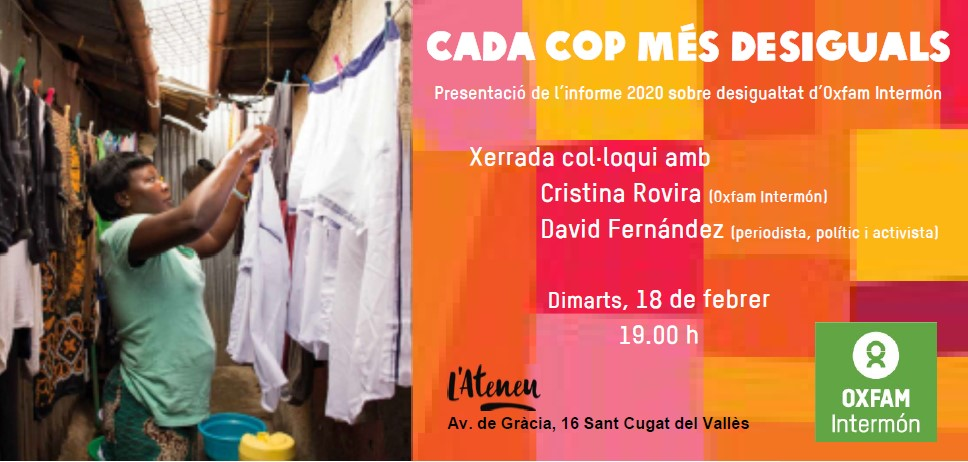 CADA COP MÉS DESIGUALS
Presentació de l'informe 2020 sobre desigualtat d'Oxfam Intermón
Xerrada col·loqui amb
Cristina Rovira (Oxfam Intermón)
David Fernández (periodista, polític i activista)
Dimarts, 18 de febrer
19.00 h
L'Ateneu
Av. de Gràcia, 16 Sant Cugat del Vallès
OXFAM
Intermón